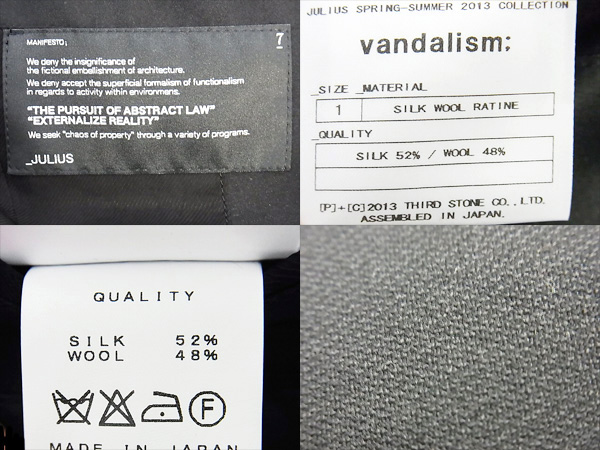 MANIFESTO;
7
We deny the insignificance of
the fictional embellishment of architecture.
We deny accept the superficial formalism of functionalism
in regards to activity within environmens.
"THE PURSUIT OF ABSTRACT LAW"
"EXTERNALIZE REALITY"
We seek "chaos of property" through a variety of programs.
_JULIUS
JULIUS SPRING-SUMMER 2013 COLLECTION
vandalism;
_SIZE _MATERIAL
1 SILK WOOL RATINE
_QUALITY
SILK 52% / WOOL 48%
[P]+[C]2013 THIRD STONE CO.,LTD.
ASSEMBLED IN JAPAN.
QUALITY
SILK 52%
WOOL 48%
F
MADE IN JAPAN